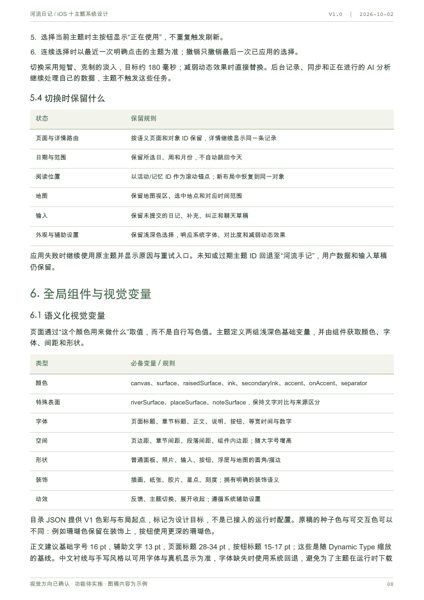 河流日记 / iOS 十主题系统设计
V1.0 | 2026-10-02
5. 选择当前主题时主按钮显示“正在使用”，不重复触发刷新。
6. 连续选择时以最近一次明确点击的主题为准；撤销只撤销最后一次已应用的选择。
切换采用短暂、克制的淡入，目标约 180 毫秒；减弱动态效果时直接替换。后台记录、同步和正在进行的 AI 分析
继续处理自己的数据，主题不触发这些任务。
5.4 切换时保留什么
状态 保留规则
页面与详情路由 按语义页面和对象 ID 保留，详情继续显示同一条记录
日期与范围 保留所选日、周和月份，不自动跳回今天
阅读位置 以活动/记忆 ID 作为滚动锚点；新布局中恢复到同一对象
地图 保留地图视区、选中地点和对应时间范围
输入 保留未提交的日记、补充、纠正和聊天草稿
外观与辅助设置 保留浅深色选择，响应系统字体、对比度和减弱动态效果
应用失败时继续使用原主题并显示原因与重试入口。未知或过期主题 ID 回退至“河流手记”，用户数据和输入草稿
仍保留。
6. 全局组件与视觉变量
6.1 语义化视觉变量
页面通过“这个颜色用来做什么”取值，而不是自行写色值。主题定义两组浅深色基础变量，并由组件获取颜色、字
体、间距和形状。
类型 必备变量 / 规则
颜色 canvas、surface、raisedSurface、ink、secondaryInk、accent、onAccent、separator
特殊表面 riverSurface、placeSurface、noteSurface，保持文字对比与来源区分
字体 页面标题、章节标题、正文、说明、按钮、等宽时间与数字
空间 页边距、章节间距、段落间距、组件内边距；随大字号增高
形状 普通面板、照片、输入、按钮、浮层与地图的圆角/描边
装饰 插画、纸张、胶片、星点、刻度；拥有明确的装饰语义
动效 反馈、主题切换、展开收起；遵循系统辅助设置
目录 JSON 提供 V1 色彩与布局起点，标记为设计目标，不是已接入的运行时配置。原稿的种子色与可交互色可以
不同：例如珊瑚色保留在装饰上，按钮使用更深的珊瑚色。
正文建议基础字号 16 pt，辅助文字 13 pt，页面标题 28-34 pt，按钮标题 15-17 pt；这些是随 Dynamic Type 缩放
的基线。中文衬线与手写风格以可用字体与真机显示为准，字体缺失时使用系统回退，避免为了主题在运行时下载
视觉方向已确认 · 功能待实施 · 图稿内容为示例
08